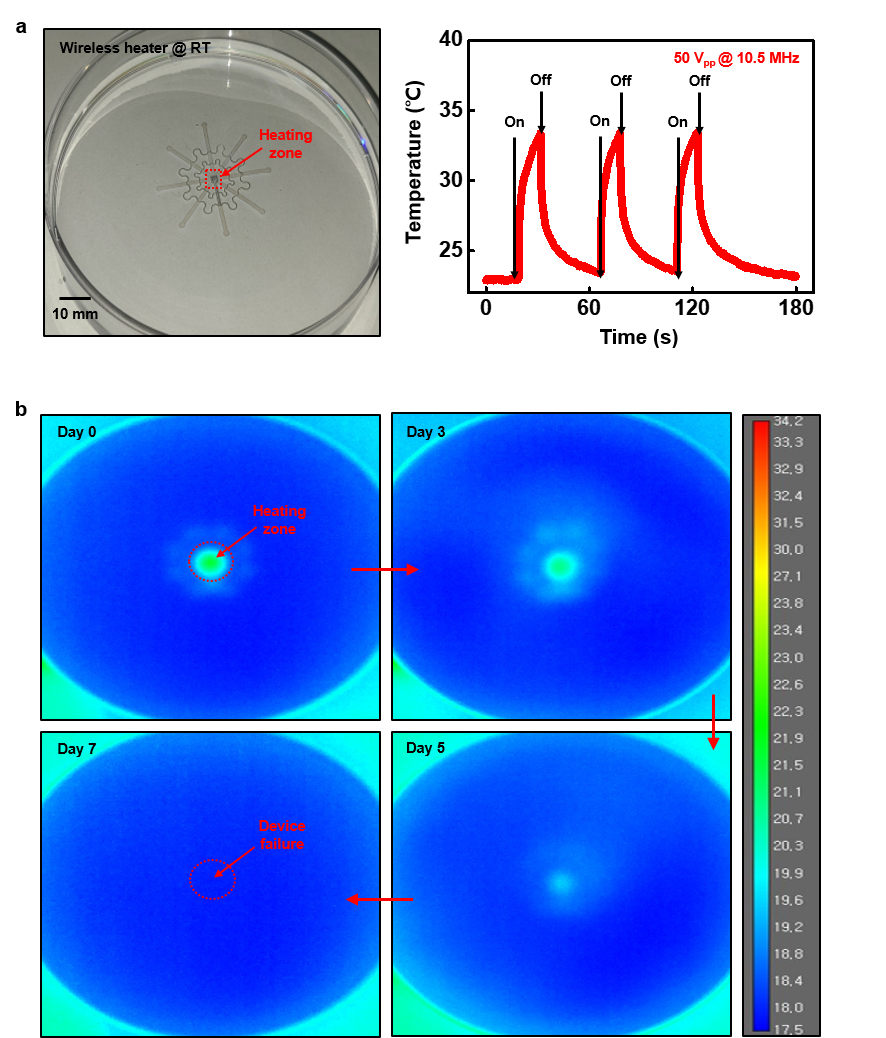 a
Wireless heater @ RT
Heating
zone
10 mm
Temperature (℃)
40
35
30
25
50 Vpp @ 10.5 MHz
On
Off
On
Off
On
Off
0
60
120
180
Time (s)
b
Day 0
Heating
zone
Day 3
Day 7
Device
failure
Day 5
34,2
33,3
32,9
32,4
31,5
30,0
27,1
23,8
23,4
23,0
22,6
22,3
21,9
21,5
21,1
20,7
20,3
19,9
19,6
19,2
18,8
18,4
18,0
17,5